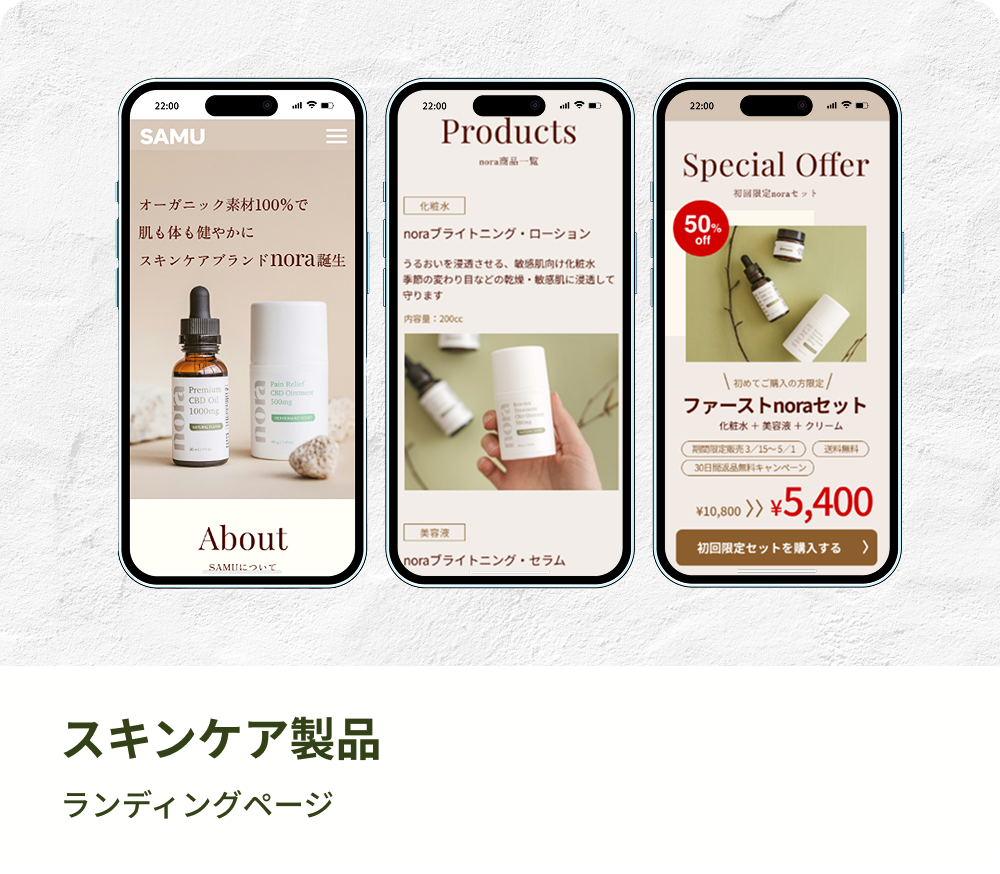 22:00
SAMU
オーガニック素材100%で
肌も体も健やかに
スキンケアブランドnora誕生
nora
Premium
CBD Oil
1000mg
NATURAL FLAVOR
nora
Pain Relief
CBD Ointment
500mg
About
SAMUについて
22:00
Products
nora商品一覧
化粧水
noraブライトニング・ローション
うるおいを浸透させる、敏感肌向け化粧水
季節の変わり目などの乾燥・敏感肌に浸透して
守ります
内容量：200cc
美容液
noraブライトニング・セラム
22:00
Special Offer
初回限定noraセット
50%
off
nora
初めてご購入の方限定
ファーストnoraセット
化粧水 + 美容液 + クリーム
期間限定販売 3／15〜5／1
送料無料
30日間返品無料キャンペーン
¥10,800
¥5,400
初回限定セットを購入する
スキンケア製品
ランディングページ